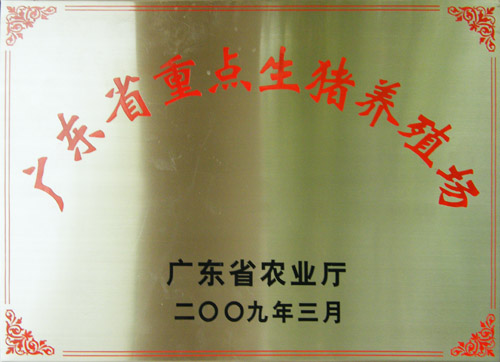 广东省重点生猪养殖场
广东省农业厅
二〇〇九年三月